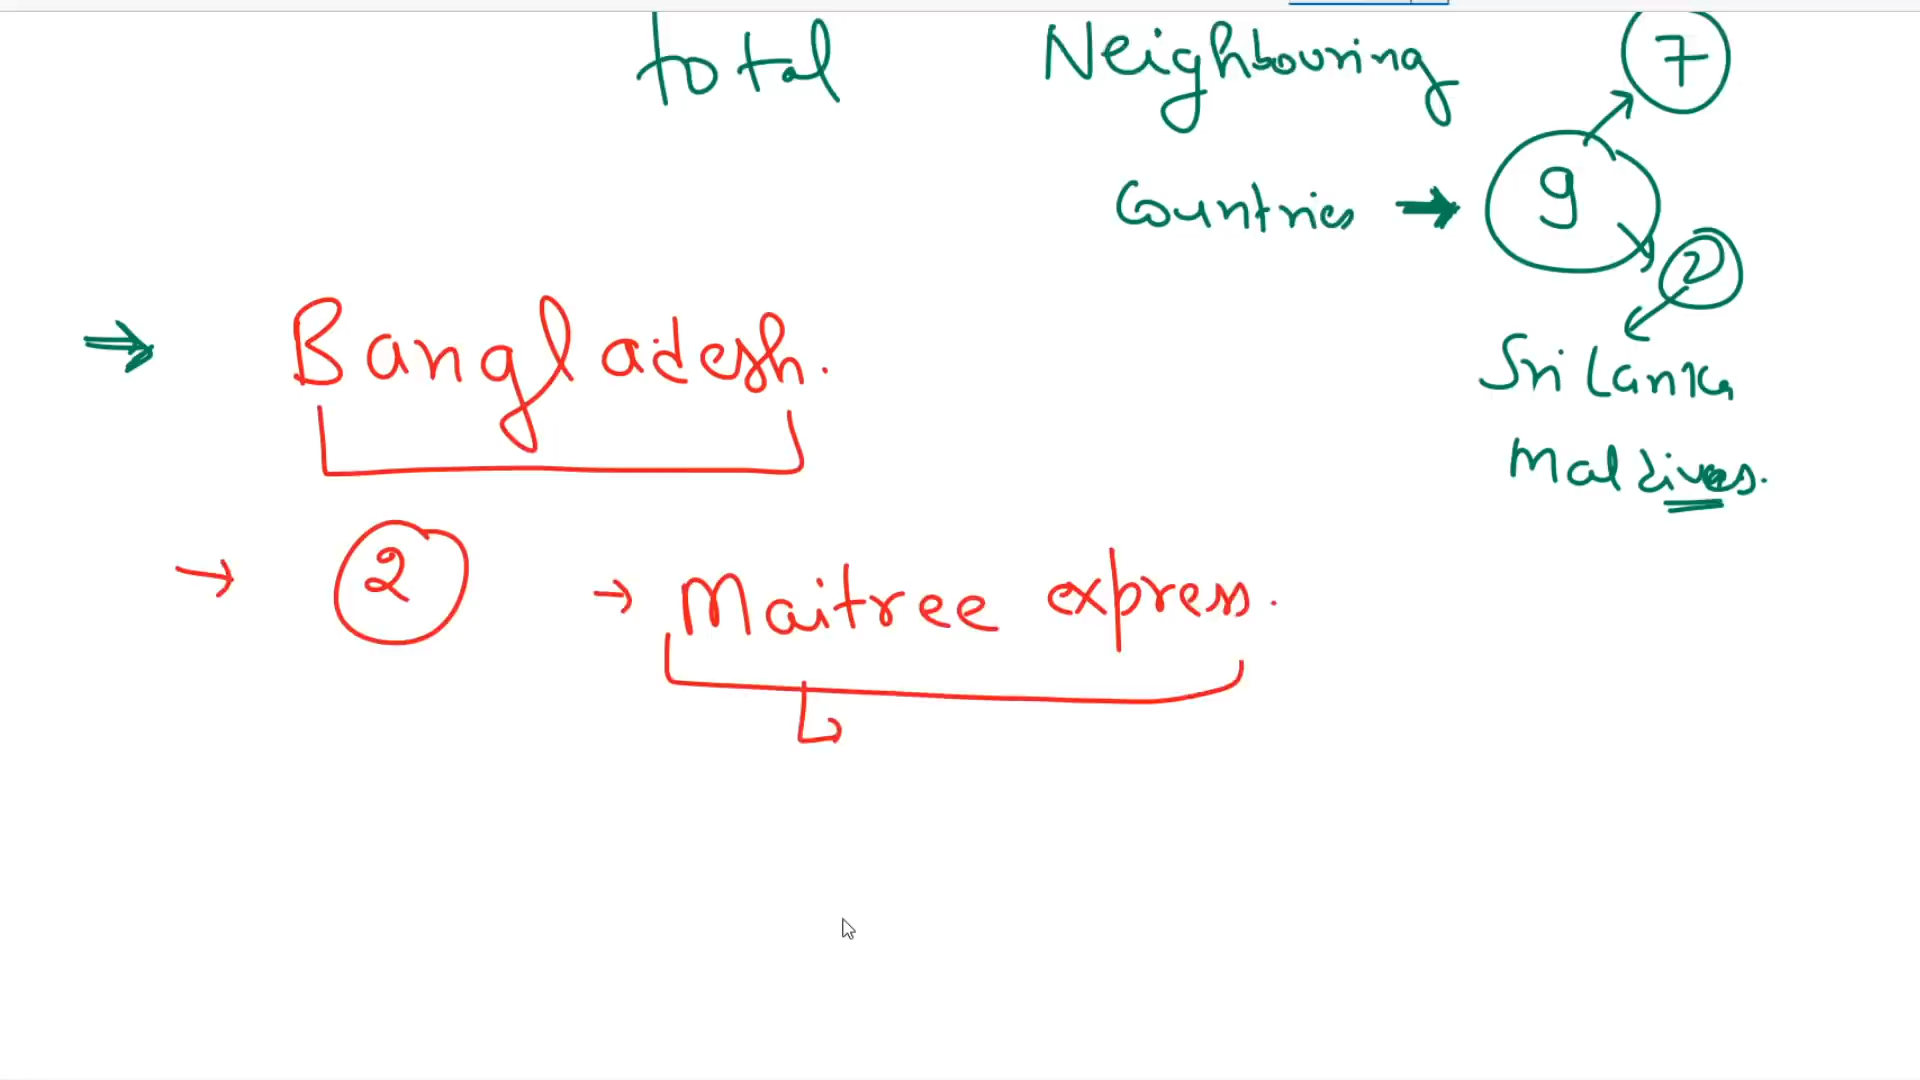 total Neighbouring 7
Countries → 9
2
⇒ Bangladesh.
Sri Lanka
Maldives.
→ 2 → Maitree express.